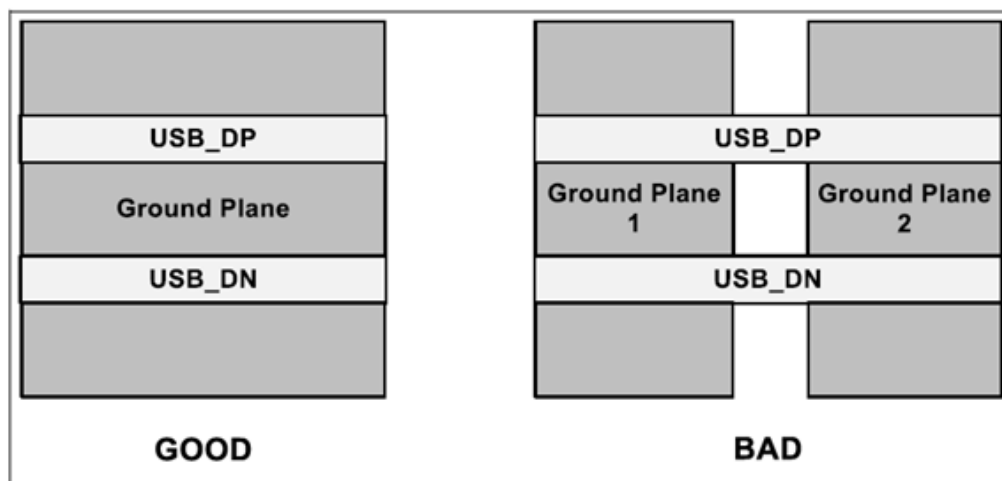 USB_DP
Ground Plane
USB_DN
GOOD
USB_DP
Ground Plane
1
Ground Plane
2
USB_DN
BAD